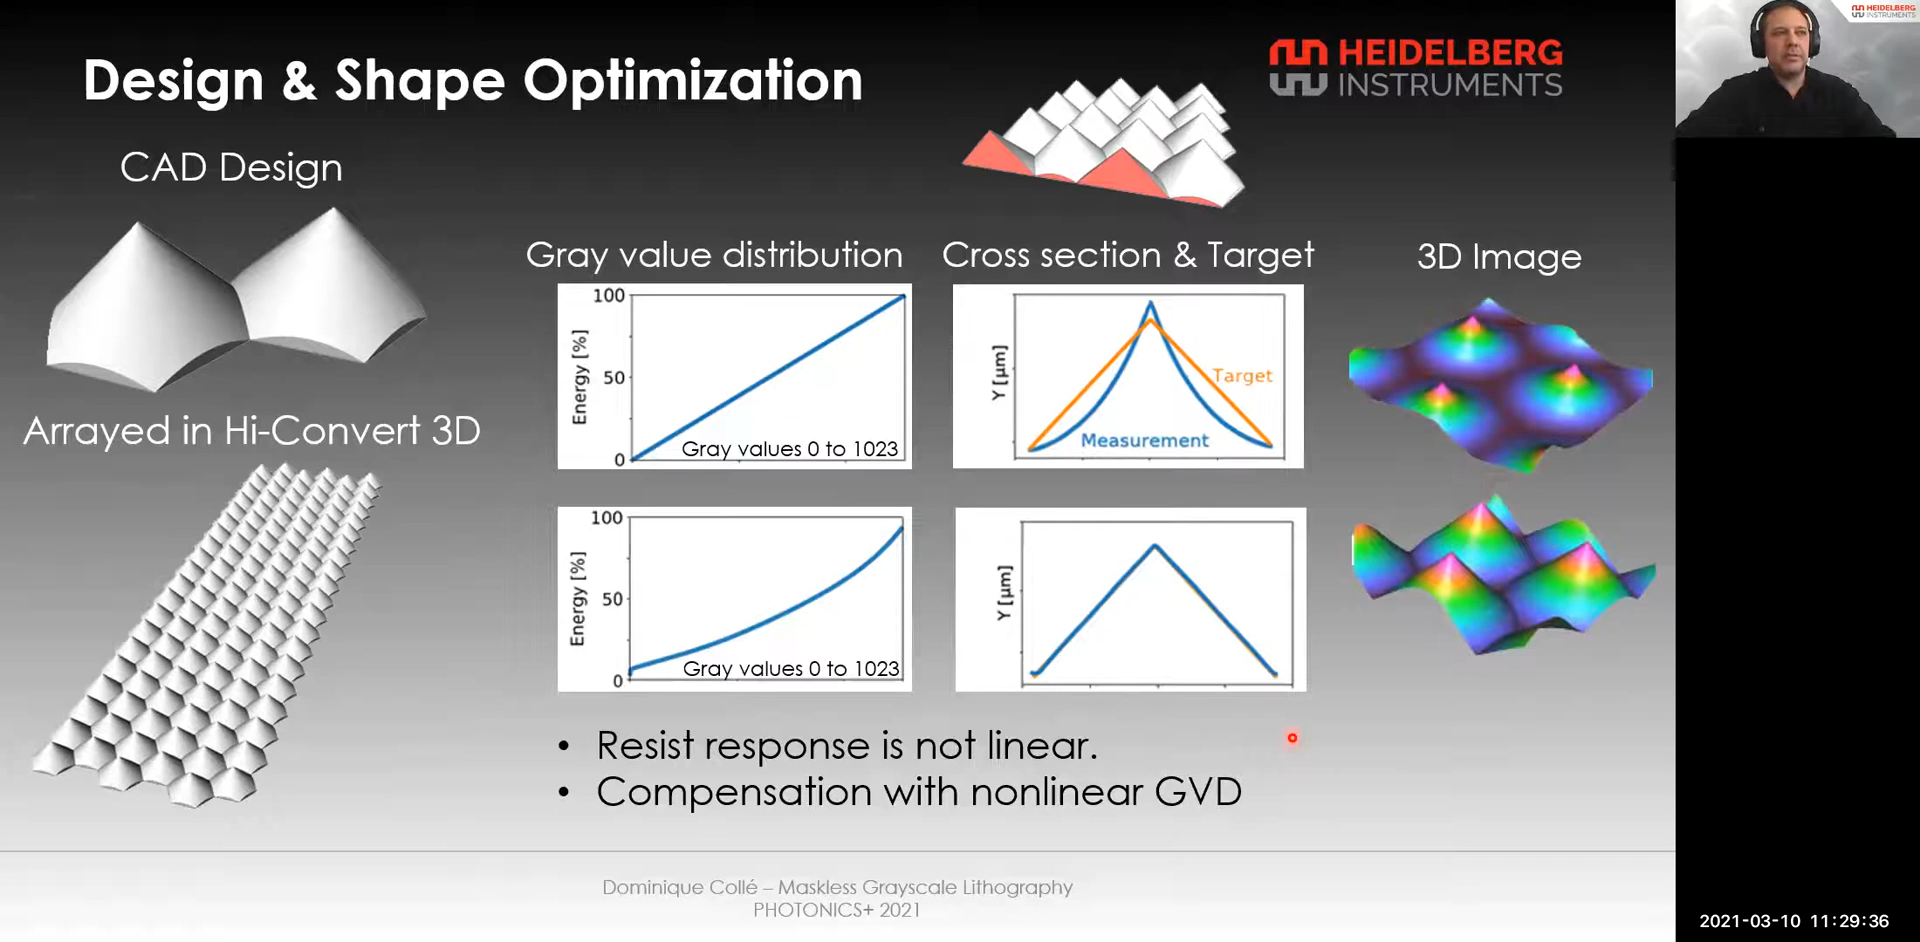 Design & Shape Optimization
HEIDELBERG
INSTRUMENTS
HEIDELBERG
INSTRUMENTS
CAD Design
Arrayed in Hi-Convert 3D
Gray value distribution
Cross section & Target
3D Image
100
50
0
Energy [%]
Gray values 0 to 1023
Y [µm]
Target
Measurement
100
50
0
Energy [%]
Gray values 0 to 1023
Y [µm]
• Resist response is not linear.
• Compensation with nonlinear GVD
Dominique Collé – Maskless Grayscale Lithography
PHOTONICS+ 2021
2021-03-10 11:29:36